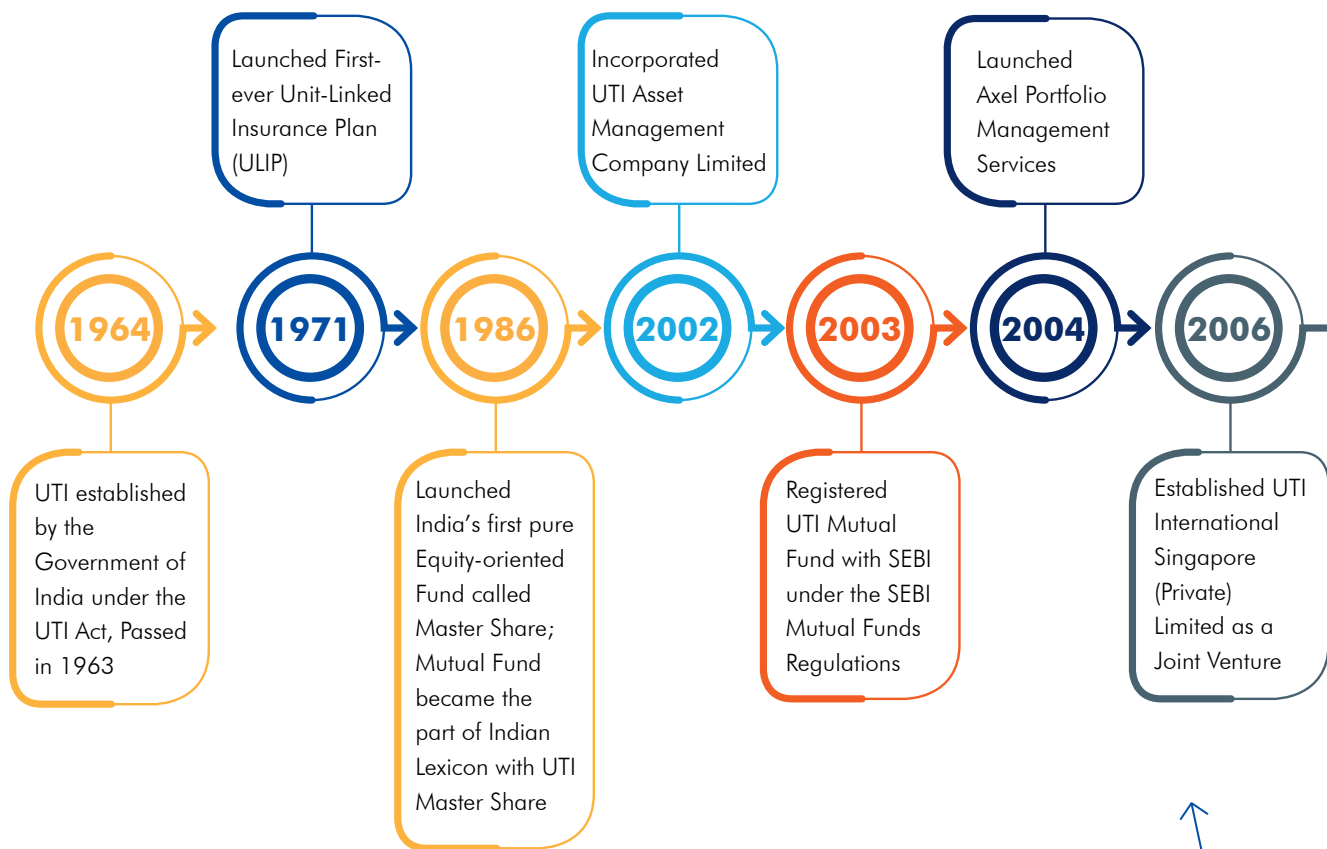 Launched First-
ever Unit-Linked
Insurance Plan
(ULIP)
Incorporated
UTI Asset
Management
Company Limited
Launched
Axel Portfolio
Management
Services
1964
1971
1986
2002
2003
2004
2006
UTI established
by the
Government of
India under the
UTI Act, Passed
in 1963
Launched
India's first pure
Equity-oriented
Fund called
Master Share;
Mutual Fund
became the
part of Indian
Lexicon with UTI
Master Share
Registered
UTI Mutual
Fund with SEBI
under the SEBI
Mutual Funds
Regulations
Established UTI
International
Singapore
(Private)
Limited as a
Joint Venture